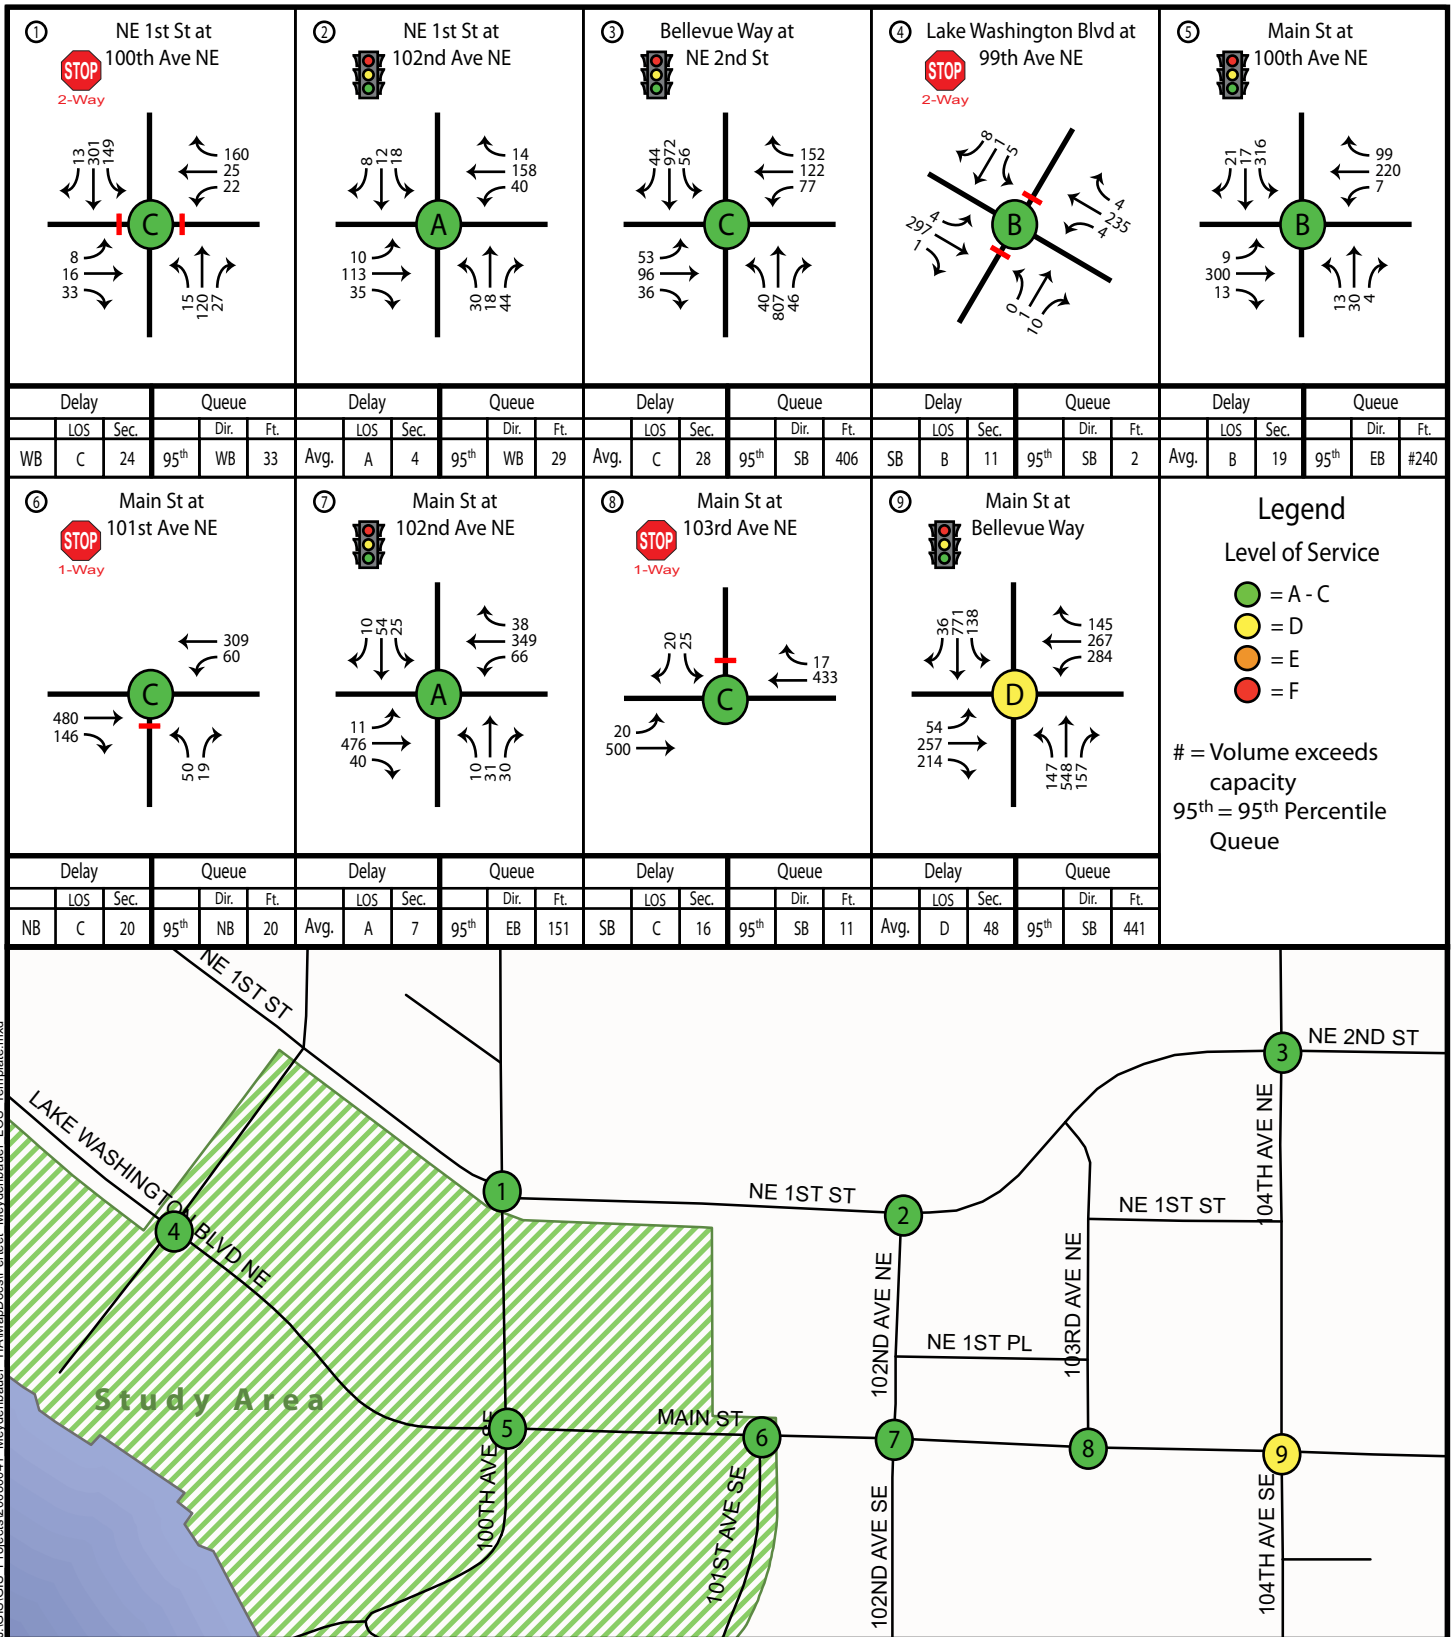 1 NE 1st St at
100th Ave NE
STOP
2-Way
13 301 149
160
25
22
C
8
16
33
15 120 27
2 NE 1st St at
102nd Ave NE
8 12 18
14
158
40
A
10
113
35
30 18 44
3 Bellevue Way at
NE 2nd St
44 972 56
152
122
77
C
53
96
36
40 807 46
4 Lake Washington Blvd at
99th Ave NE
STOP
2-Way
8 1 5
4
235
4
B
4
297
1
0 1 10
5 Main St at
100th Ave NE
21 17 316
99
220
7
B
9
300
13
13 30 4
Delay Queue Delay Queue Delay Queue Delay Queue Delay Queue
LOS Sec. Dir. Ft. LOS Sec. Dir. Ft. LOS Sec. Dir. Ft. LOS Sec. Dir. Ft. LOS Sec. Dir. Ft.
WB C 24 95th WB 33 Avg. A 4 95th WB 29 Avg. C 28 95th SB 406 SB B 11 95th SB 2 Avg. B 19 95th EB #240
6 Main St at
101st Ave NE
STOP
1-Way
309
60
C
480
146
50 19
7 Main St at
102nd Ave NE
10 54 25
38
349
66
A
11
476
40
10 31 30
8 Main St at
103rd Ave NE
STOP
1-Way
20 25
17
433
C
20
500
9 Main St at
Bellevue Way
36 771 138
145
267
284
D
54
257
214
147 548 157
Legend
Level of Service
= A - C
= D
= E
= F
# = Volume exceeds
capacity
95th = 95th Percentile
Queue
Delay Queue Delay Queue Delay Queue Delay Queue
LOS Sec. Dir. Ft. LOS Sec. Dir. Ft. LOS Sec. Dir. Ft. LOS Sec. Dir. Ft.
NB C 20 95th NB 20 Avg. A 7 95th EB 151 SB C 16 95th SB 11 Avg. D 48 95th SB 441
NE 1ST ST
NE 2ND ST
3
LAKE WASHINGTON BLVD NE
104TH AVE NE
1
NE 1ST ST
2
NE 1ST ST
4
102ND AVE NE
103RD AVE NE
NE 1ST PL
Study Area
MAIN ST
5
6
7
8
9
100TH AVE SE
101ST AVE SE
102ND AVE SE
104TH AVE SE